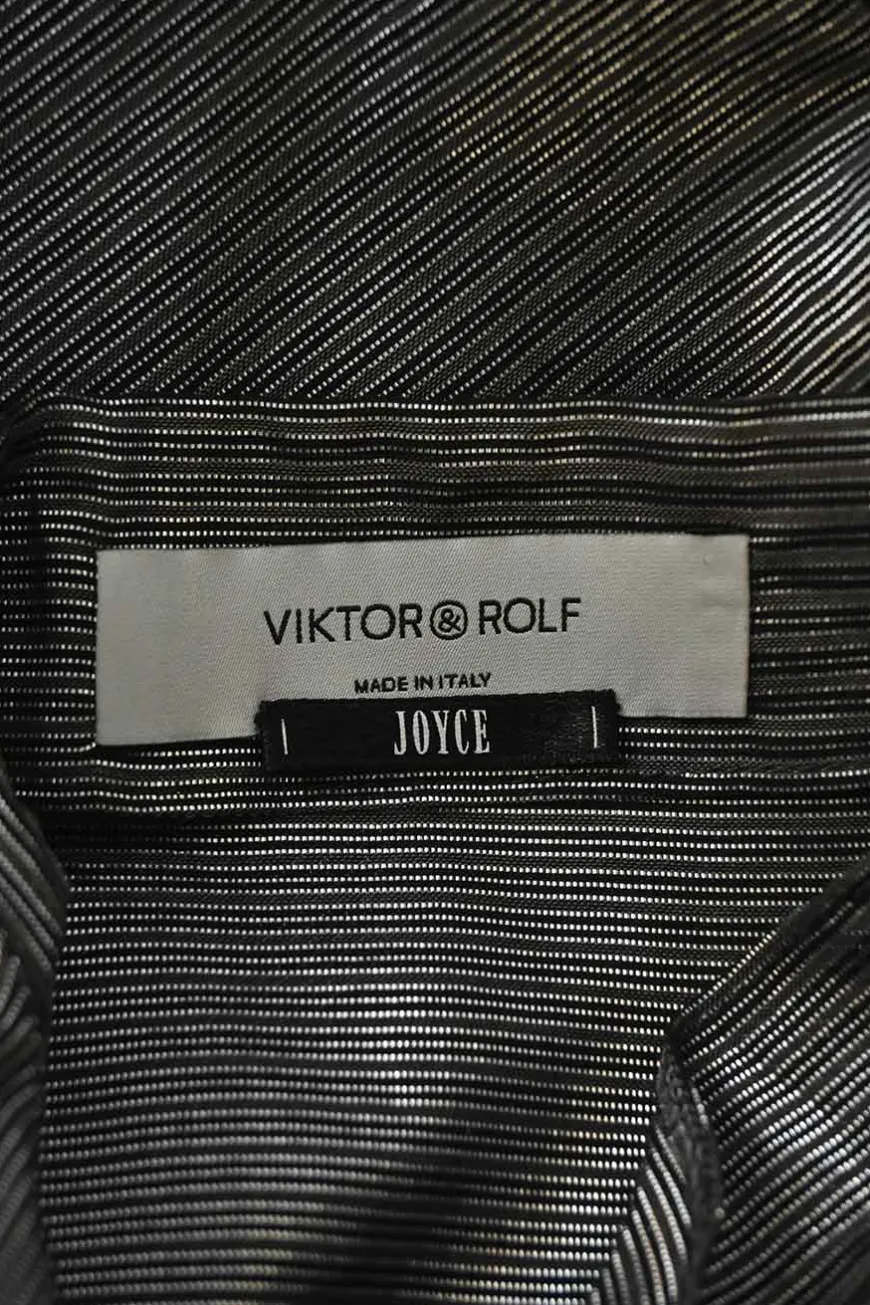 VIKTOR & ROLF
MADE IN ITALY
JOYCE